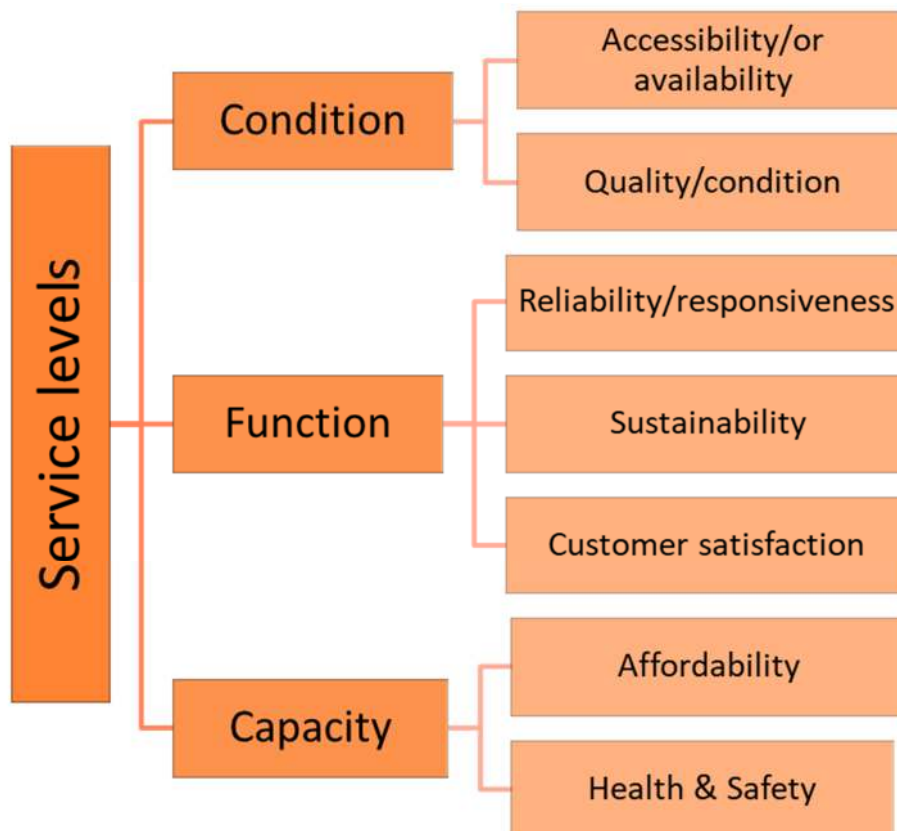 Service levels
Condition
Accessibility/or
availability
Quality/condition
Function
Reliability/responsiveness
Sustainability
Customer satisfaction
Capacity
Affordability
Health & Safety